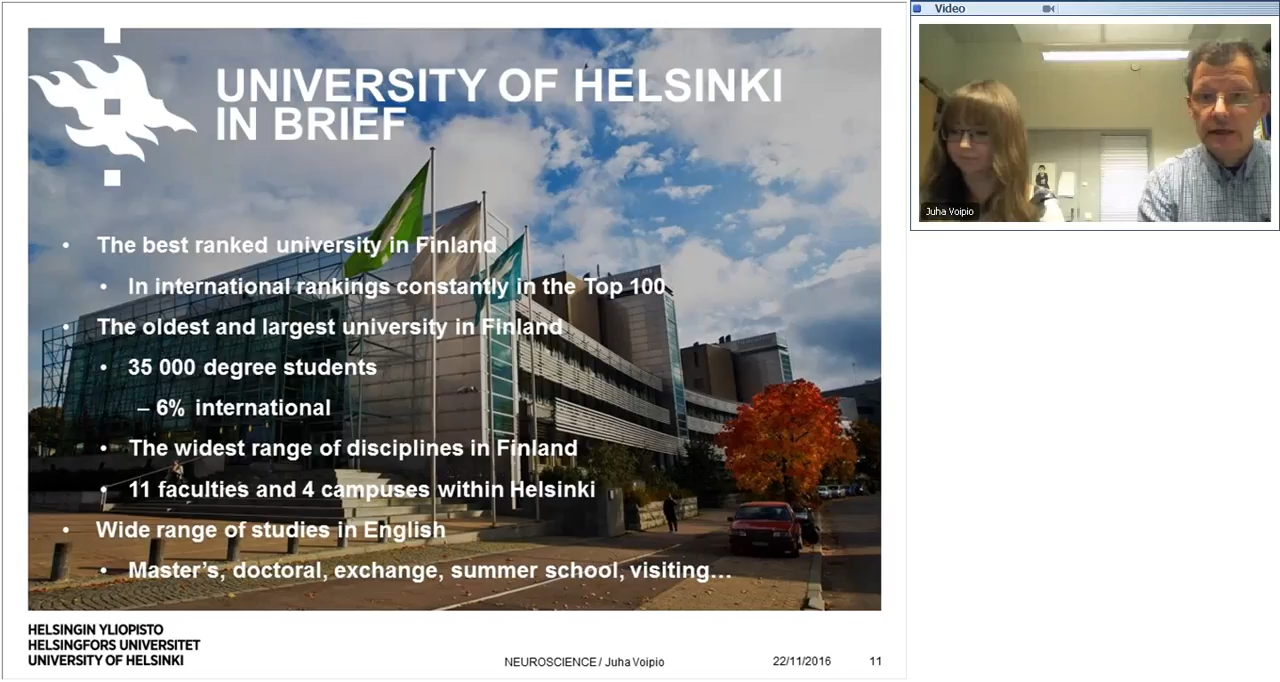 UNIVERSITY OF HELSINKI
IN BRIEF
• The best ranked university in Finland
• In international rankings constantly in the Top 100
• The oldest and largest university in Finland
• 35 000 degree students
– 6% international
• The widest range of disciplines in Finland
• 11 faculties and 4 campuses within Helsinki
• Wide range of studies in English
• Master’s, doctoral, exchange, summer school, visiting…
HELSINGIN YLIOPISTO
HELSINGFORS UNIVERSITET
UNIVERSITY OF HELSINKI
NEUROSCIENCE / Juha Voipio
22/11/2016
11
Video
Juha Voipio